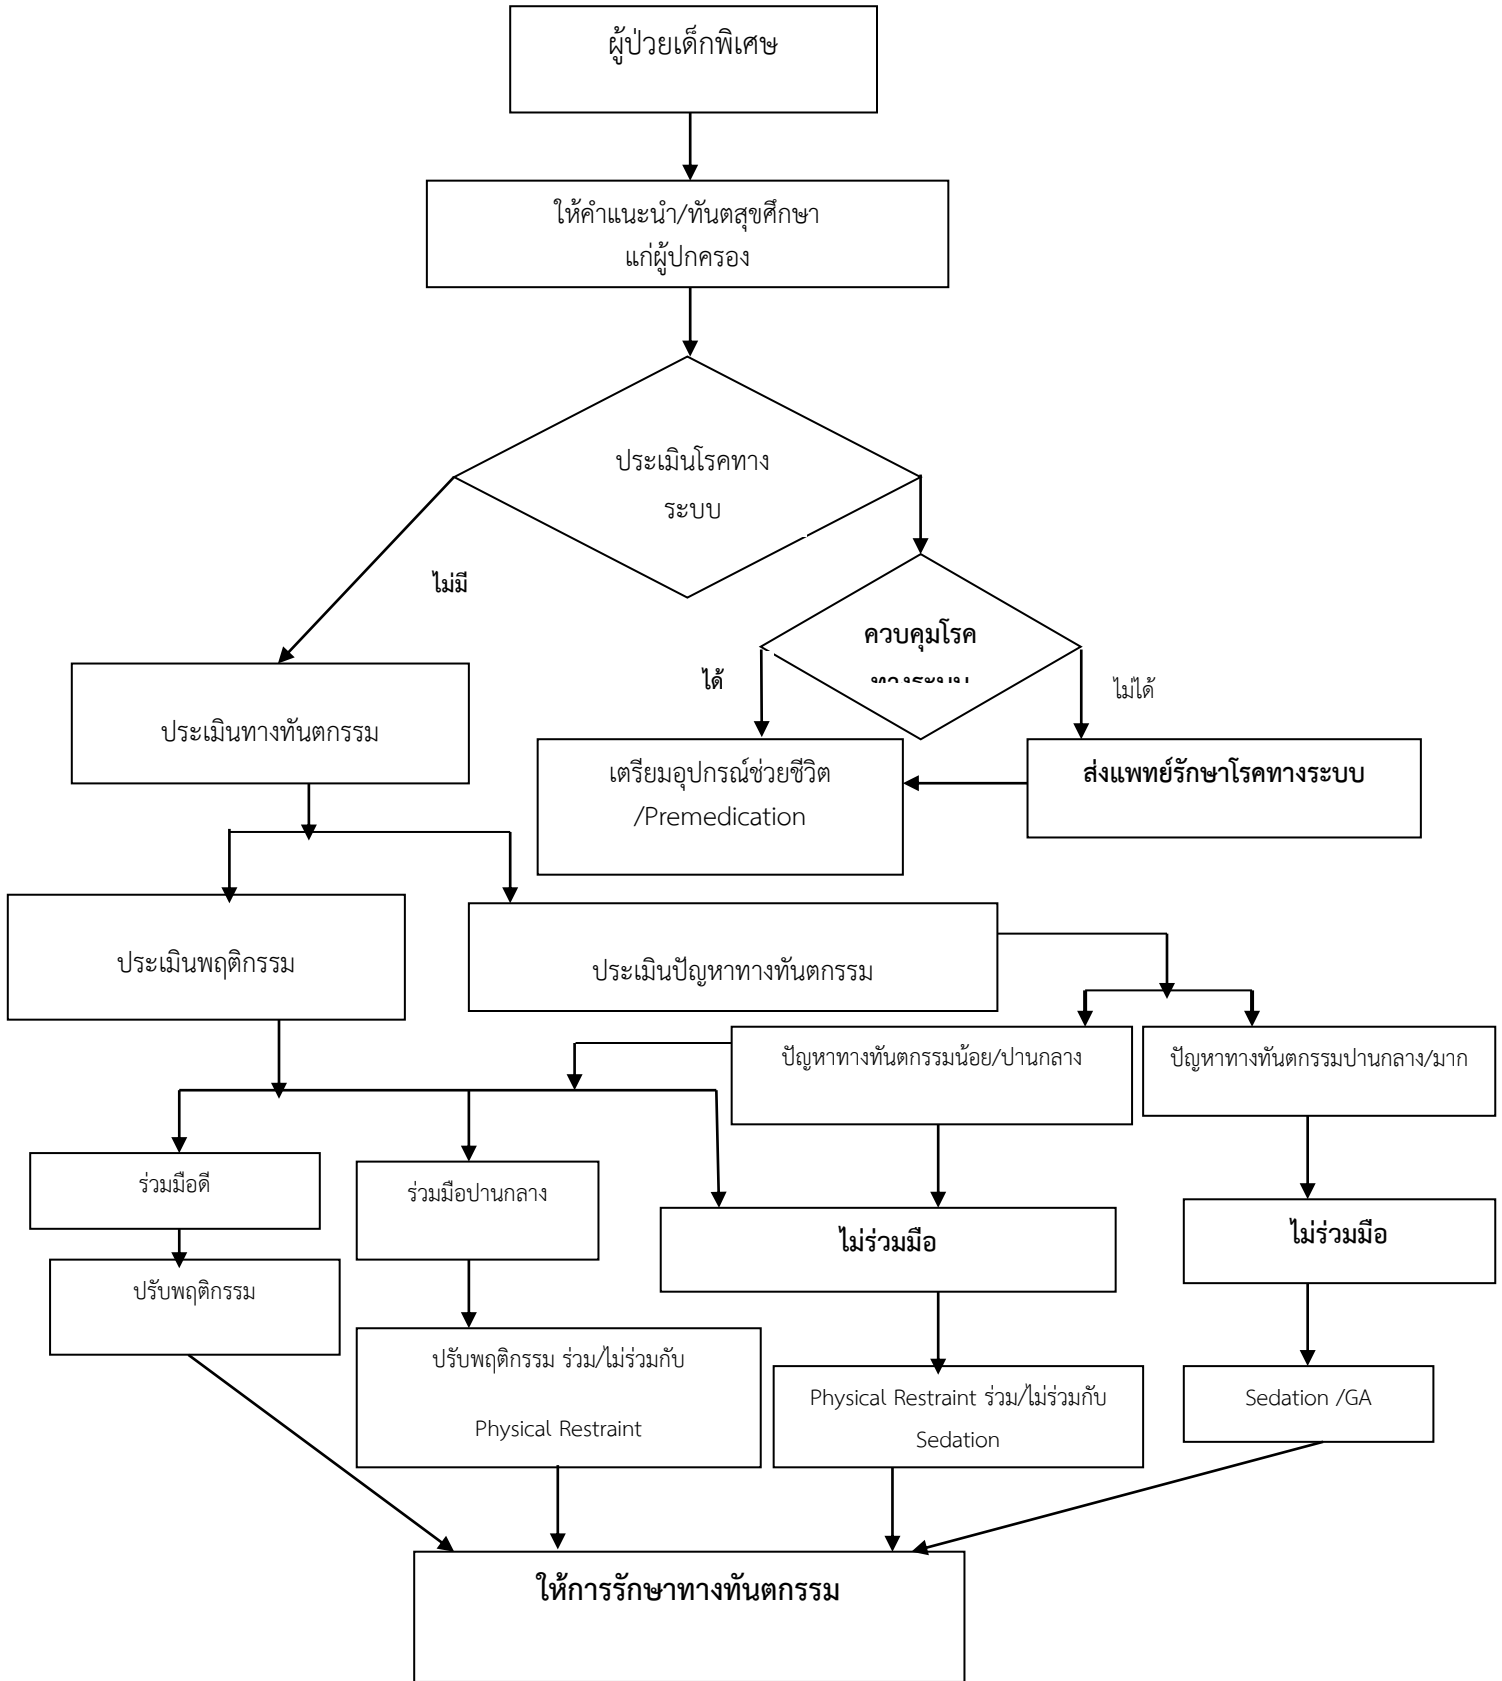 ผู้ป่วยเด็กพิเศษ
ให้คำแนะนำ/ทันตสุขศึกษา
แก่ผู้ปกครอง
ประเมินโรคทาง
ระบบ
ไม่มี
ควบคุมโรค
ทางระบบ
ได้
ไม่ได้
ประเมินทางทันตกรรม
เตรียมอุปกรณ์ช่วยชีวิต
/Premedication
ส่งแพทย์รักษาโรคทางระบบ
ประเมินพฤติกรรม
ประเมินปัญหาทางทันตกรรม
ปัญหาทางทันตกรรมน้อย/ปานกลาง
ปัญหาทางทันตกรรมปานกลาง/มาก
ร่วมมือดี
ร่วมมือปานกลาง
ไม่ร่วมมือ
ไม่ร่วมมือ
ปรับพฤติกรรม
ปรับพฤติกรรม ร่วม/ไม่ร่วมกับ
Physical Restraint
Physical Restraint ร่วม/ไม่ร่วมกับ
Sedation
Sedation /GA
ให้การรักษาทางทันตกรรม